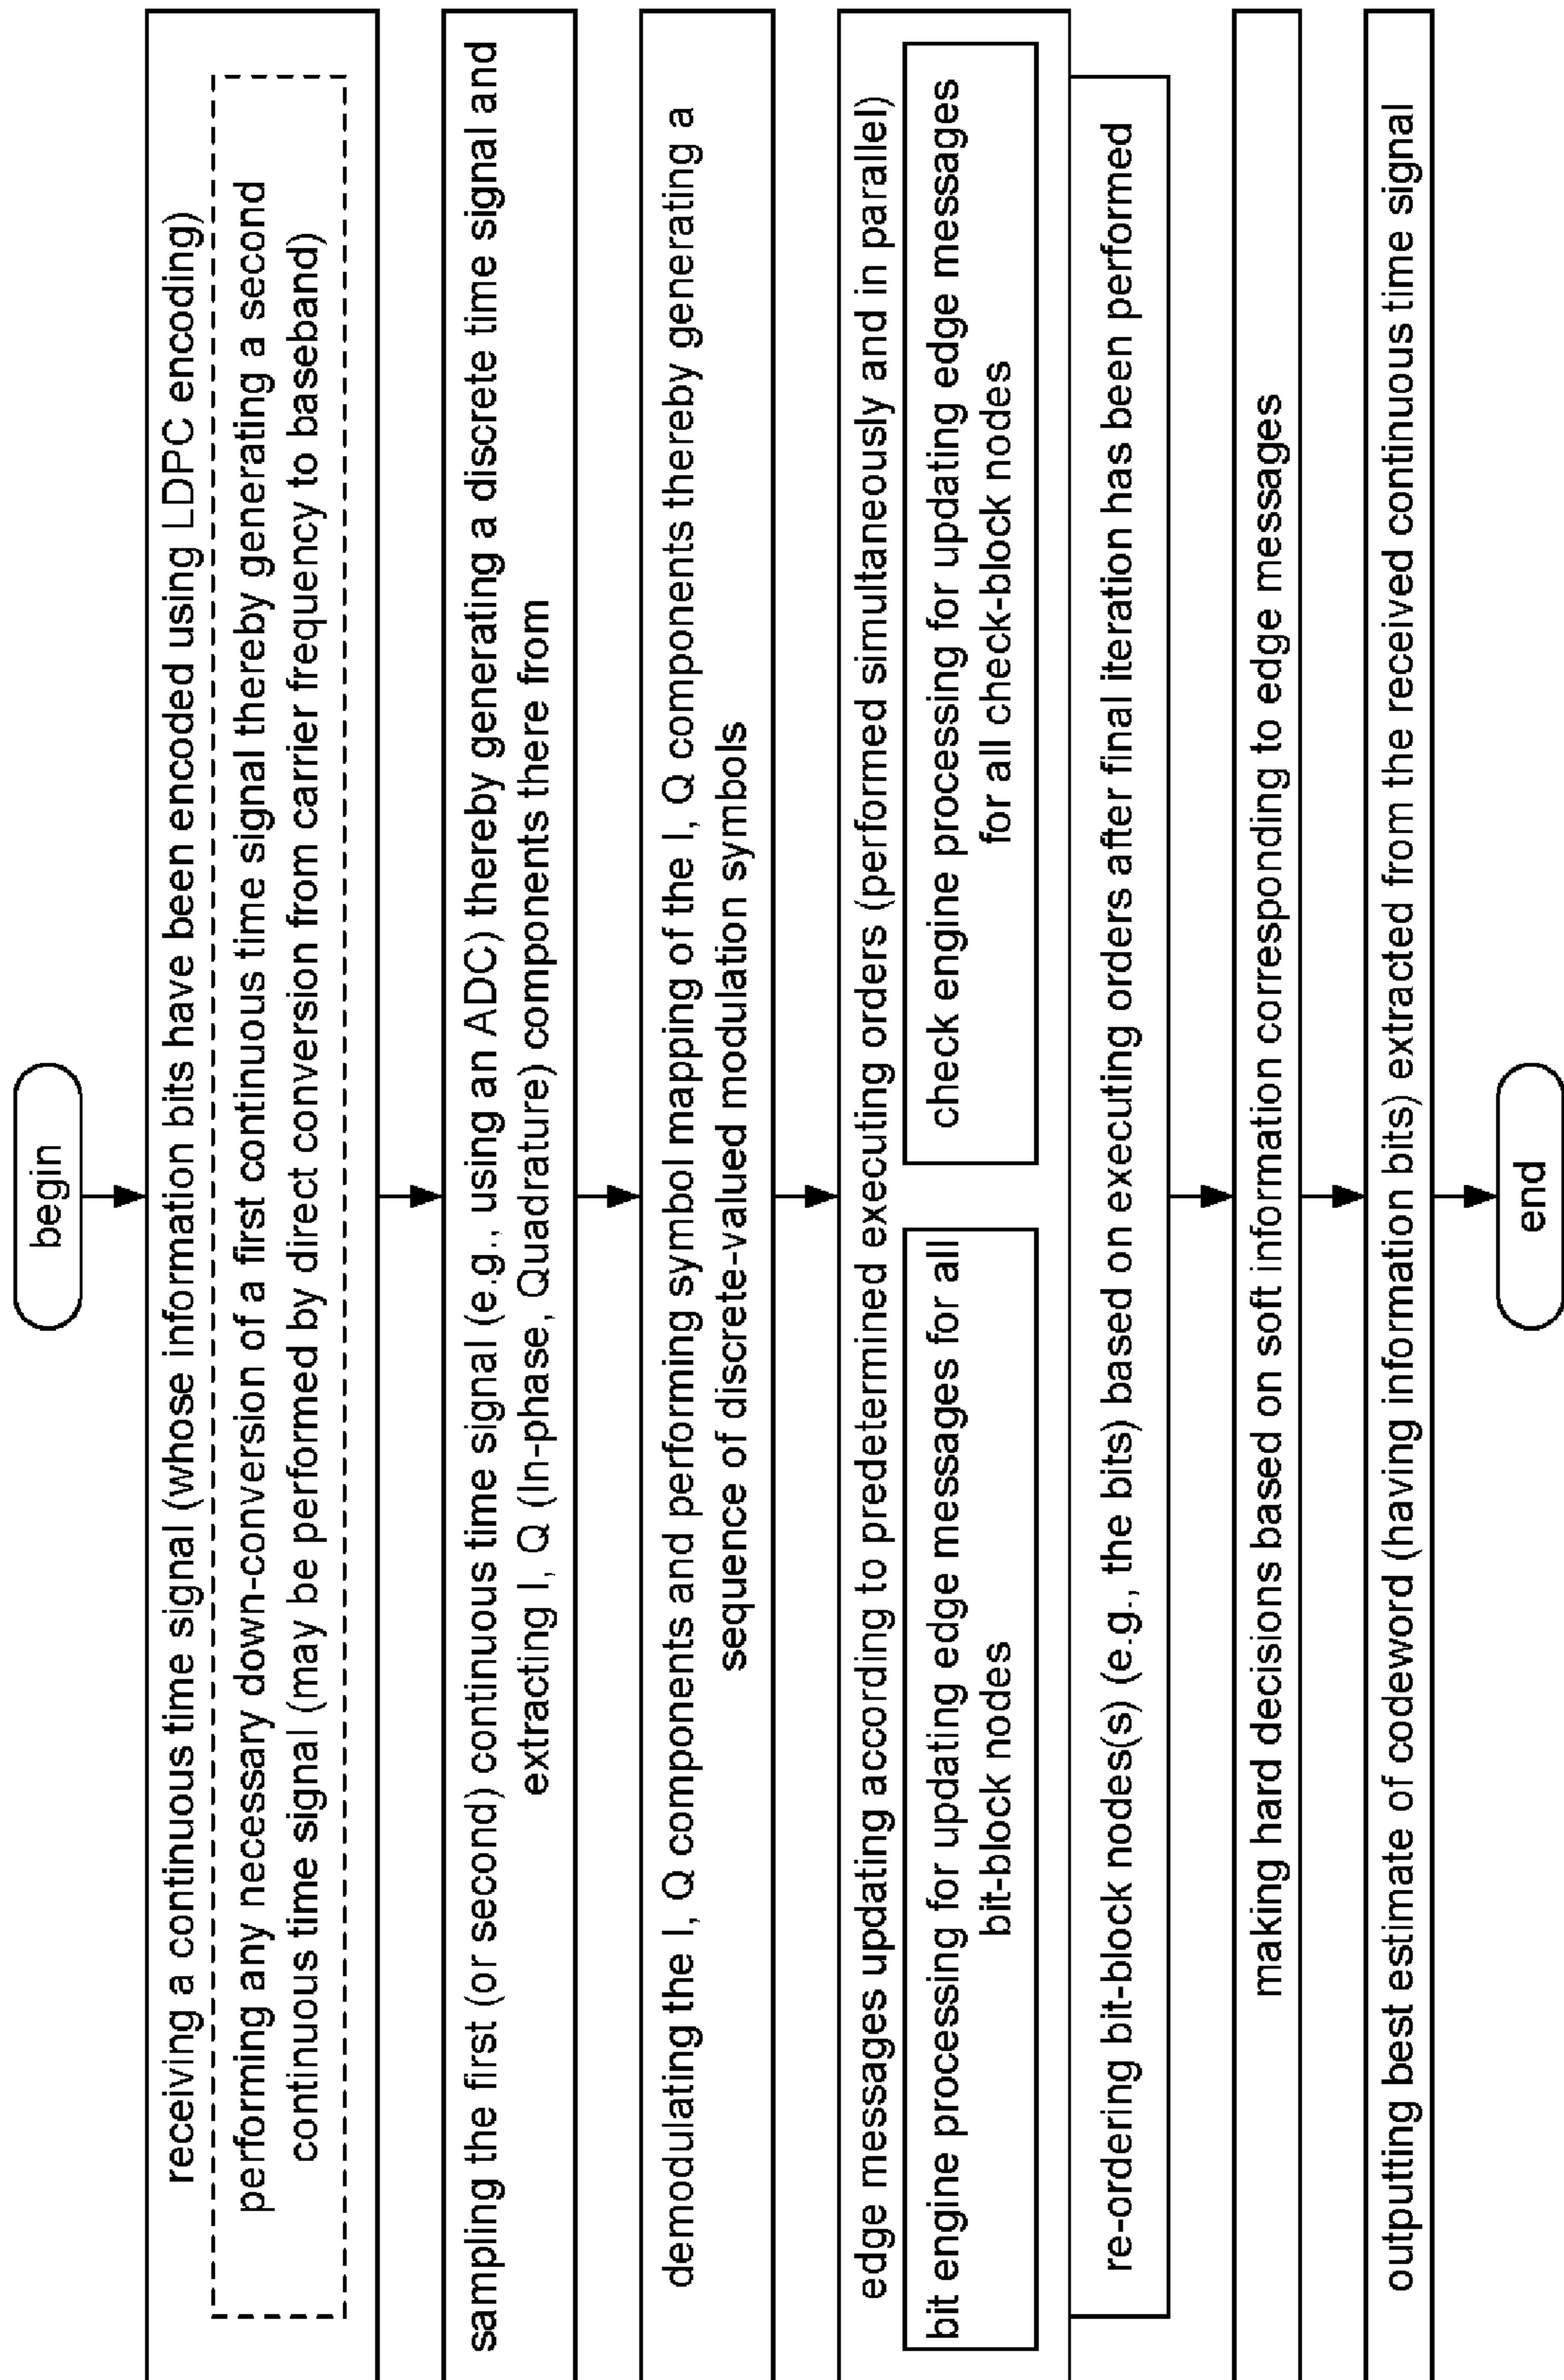 begin
receiving a continuous time signal (whose information bits have been encoded using LDPC encoding)
performing any necessary down-conversion of a first continuous time signal thereby generating a second
continuous time signal (may be performed by direct conversion from carrier frequency to baseband)
sampling the first (or second) continuous time signal (e.g., using an ADC) thereby generating a discrete time signal and
extracting I, Q (In-phase, Quadrature) components there from
demodulating the I, Q components and performing symbol mapping of the I, Q components thereby generating a
sequence of discrete-valued modulation symbols
edge messages updating according to predetermined executing orders (performed simultaneously and in parallel)
bit engine processing for updating edge messages for all
bit-block nodes
check engine processing for updating edge messages
for all check-block nodes
re-ordering bit-block nodes(s) (e.g., the bits) based on executing orders after final iteration has been performed
making hard decisions based on soft information corresponding to edge messages
outputting best estimate of codeword (having information bits) extracted from the received continuous time signal
end